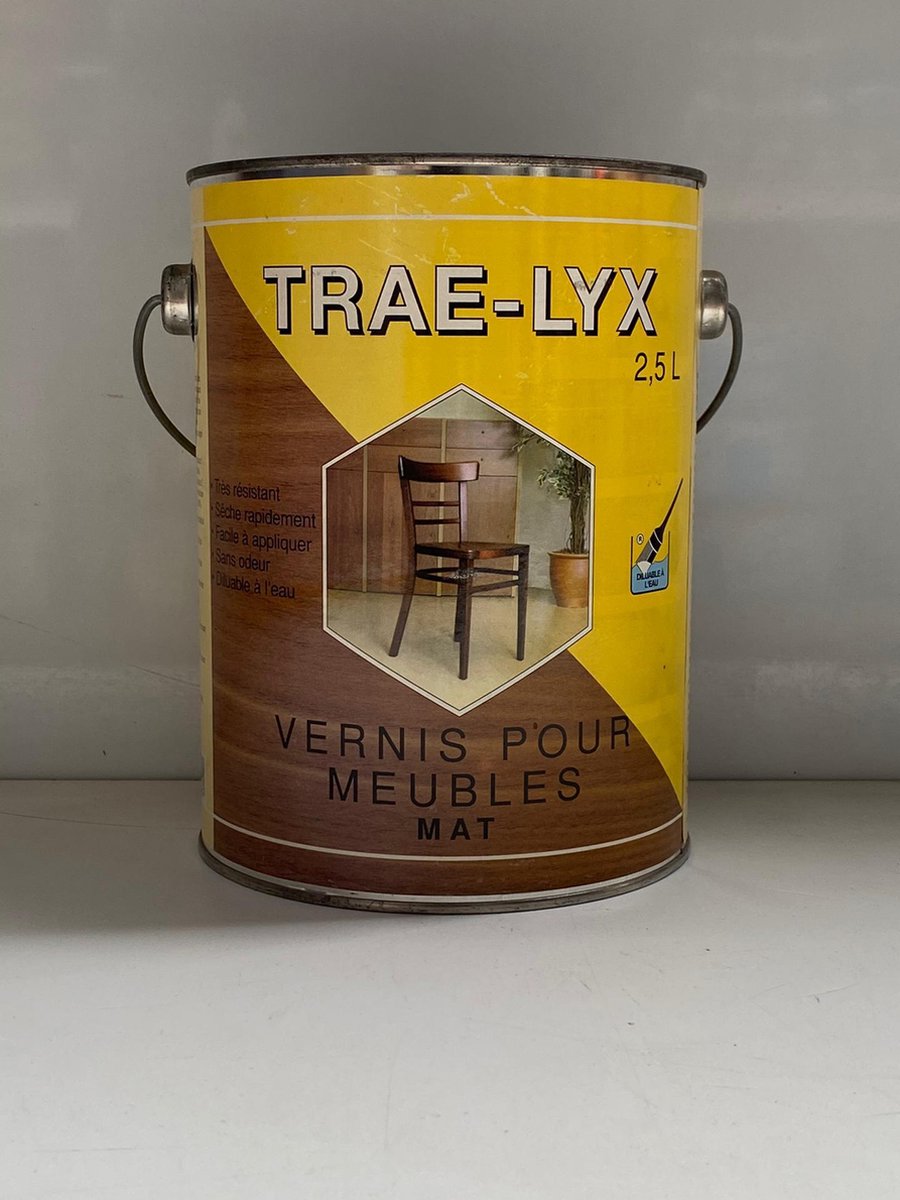 TRAE-LYX
2,5 L
- Très résistant
- Sèche rapidement
- Facile à appliquer
- Sans odeur
- Diluable à l'eau
®
DILUABLE À
L'EAU
VERNIS POUR
MEUBLES
MAT